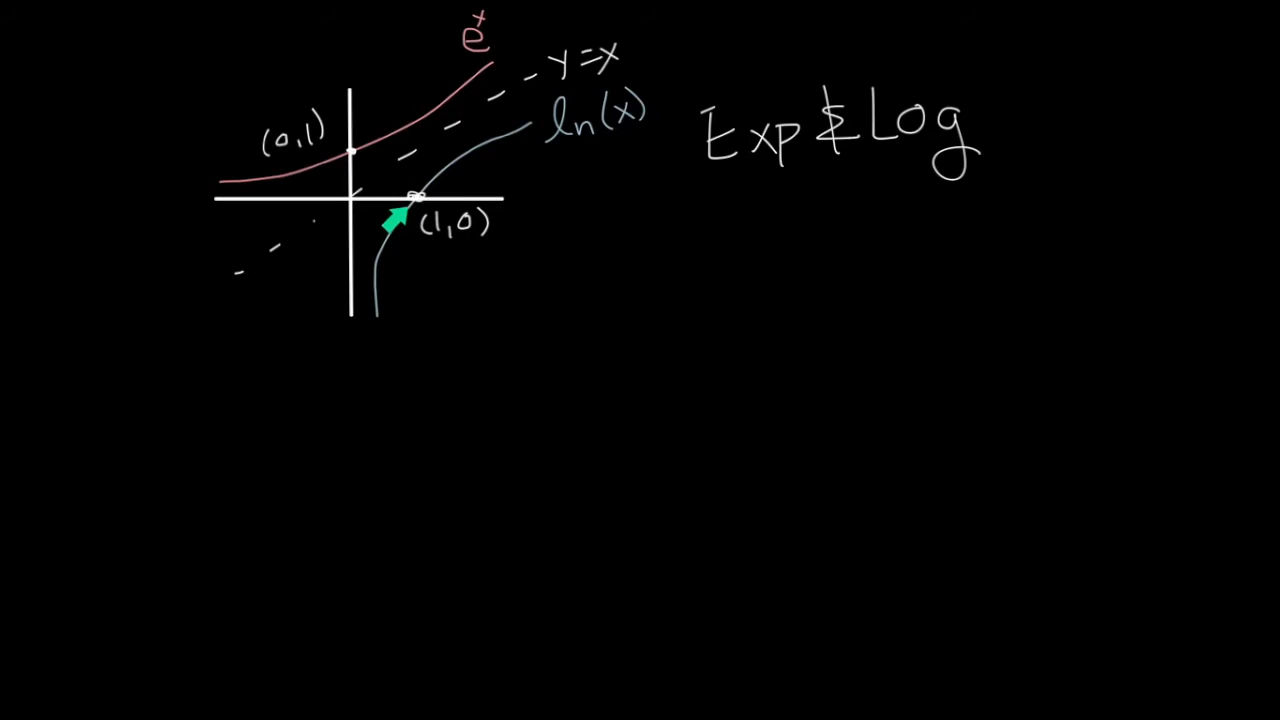 e^x
y=x
ln(x)
(0,1)
(1,0)
Exp & Log